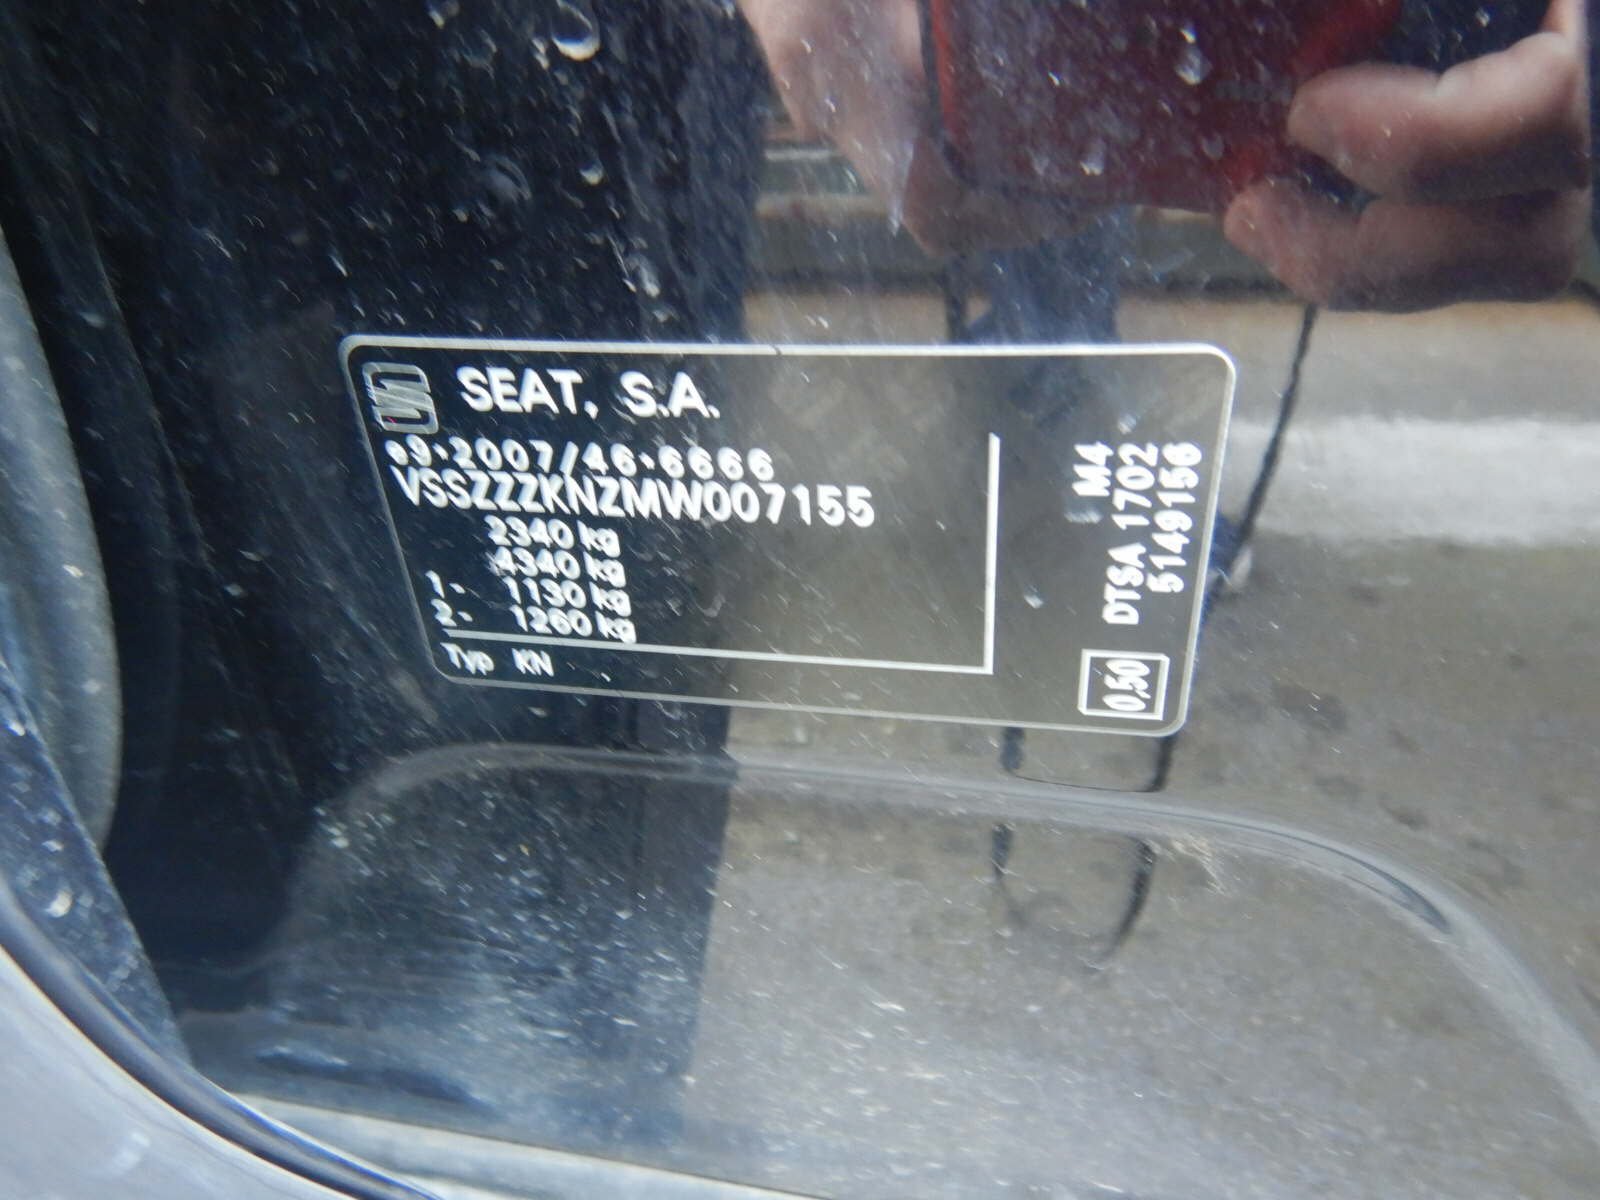 SEAT, S.A.
e9*2007/46*6666
VSSZZZKNZMW007155
2340 kg
4340 kg
1- 1130 kg
2- 1260 kg
Typ KN
M4
DTSA 1702
5149156
0,50